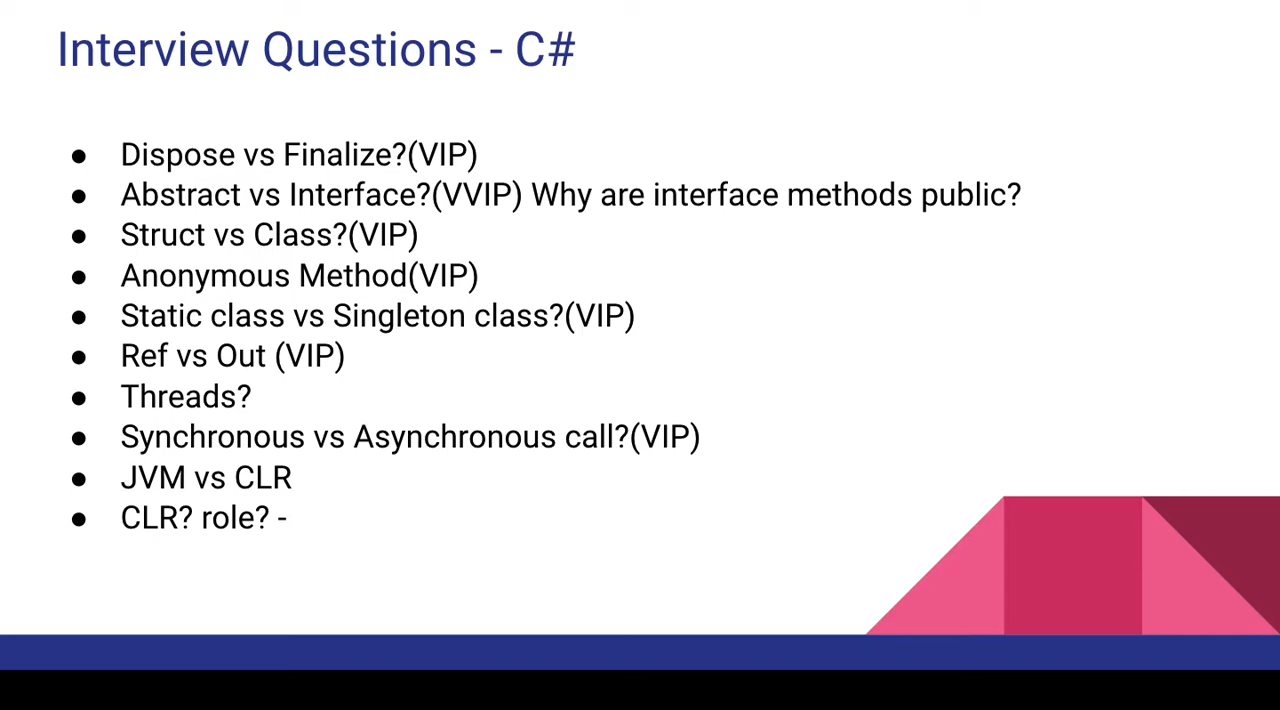 Interview Questions - C#
● Dispose vs Finalize?(VIP)
● Abstract vs Interface?(VVIP) Why are interface methods public?
● Struct vs Class?(VIP)
● Anonymous Method(VIP)
● Static class vs Singleton class?(VIP)
● Ref vs Out (VIP)
● Threads?
● Synchronous vs Asynchronous call?(VIP)
● JVM vs CLR
● CLR? role? -